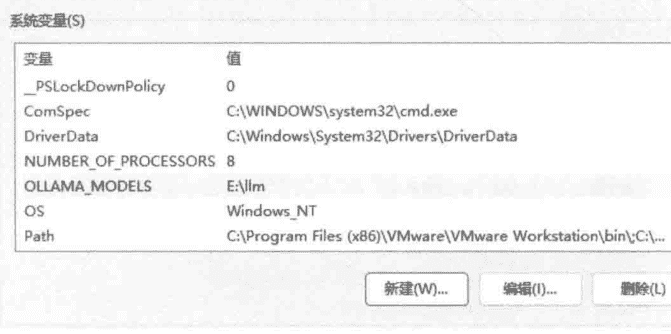 系统变量(S)
变量 值
__PSLockDownPolicy 0
ComSpec C:\WINDOWS\system32\cmd.exe
DriverData C:\Windows\System32\Drivers\DriverData
NUMBER_OF_PROCESSORS 8
OLLAMA_MODELS E:\llm
OS Windows_NT
Path C:\Program Files (x86)\VMware\VMware Workstation\bin\;C:\...
新建(W)... 编辑(I)... 删除(L)